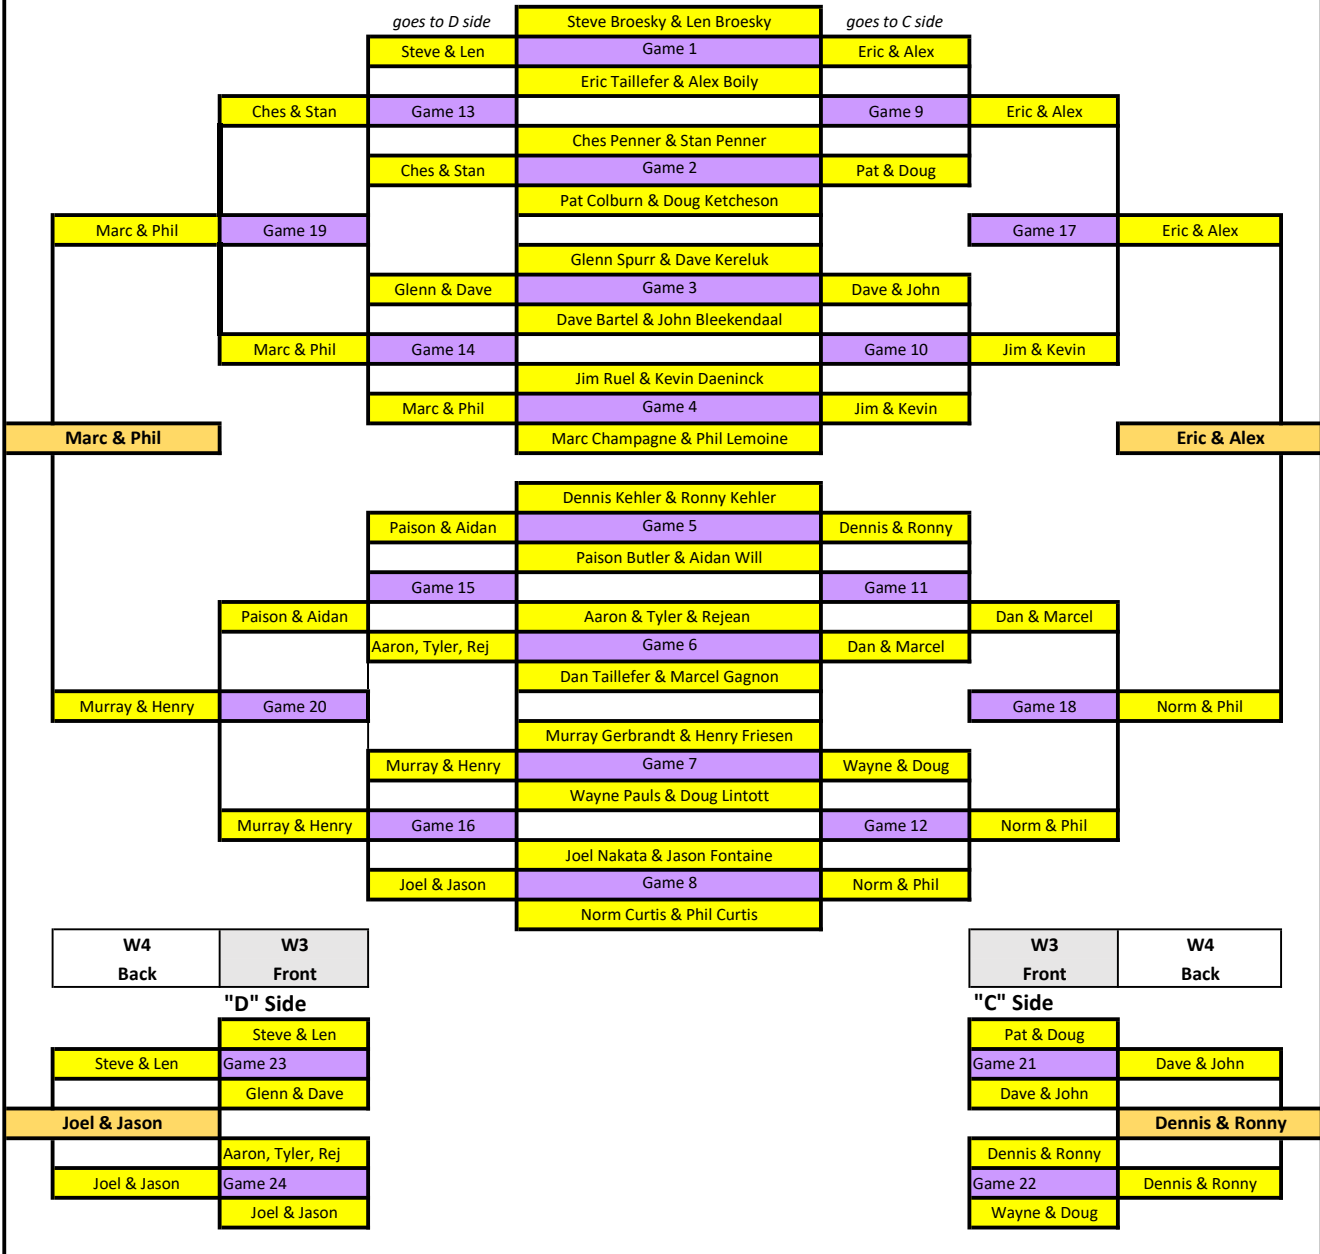 goes to D side Steve Broesky & Len Broesky goes to C side
Steve & Len Game 1 Eric & Alex
Eric Taillefer & Alex Boily
Ches & Stan Game 13 Game 9 Eric & Alex
Ches Penner & Stan Penner
Ches & Stan Game 2 Pat & Doug
Pat Colburn & Doug Ketcheson
Marc & Phil Game 19 Game 17 Eric & Alex
Glenn Spurr & Dave Kereluk
Glenn & Dave Game 3 Dave & John
Dave Bartel & John Bleekendaal
Marc & Phil Game 14 Game 10 Jim & Kevin
Jim Ruel & Kevin Daeninck
Marc & Phil Game 4 Jim & Kevin
Marc & Phil Marc Champagne & Phil Lemoine Eric & Alex
Dennis Kehler & Ronny Kehler
Paison & Aidan Game 5 Dennis & Ronny
Paison Butler & Aidan Will
Game 15 Game 11
Paison & Aidan Aaron & Tyler & Rejean Dan & Marcel
Aaron, Tyler, Rej Game 6 Dan & Marcel
Dan Taillefer & Marcel Gagnon
Murray & Henry Game 20 Game 18 Norm & Phil
Murray Gerbrandt & Henry Friesen
Murray & Henry Game 7 Wayne & Doug
Wayne Pauls & Doug Lintott
Murray & Henry Game 16 Game 12 Norm & Phil
Joel Nakata & Jason Fontaine
Joel & Jason Game 8 Norm & Phil
Norm Curtis & Phil Curtis
W4 W3 W3 W4
Back Front Front Back
"D" Side "C" Side
Steve & Len Pat & Doug
Steve & Len Game 23 Game 21 Dave & John
Glenn & Dave Dave & John
Joel & Jason Dennis & Ronny
Aaron, Tyler, Rej Dennis & Ronny
Joel & Jason Game 24 Game 22 Dennis & Ronny
Joel & Jason Wayne & Doug